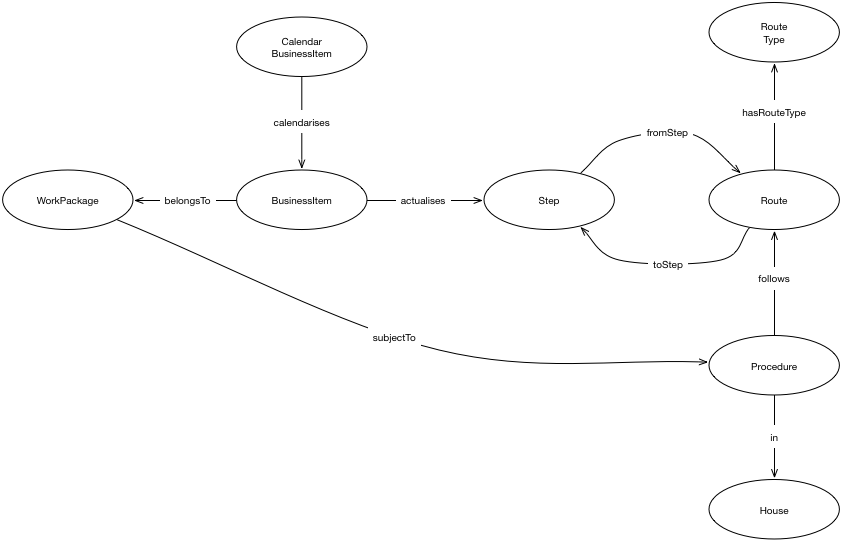 Route
Type
Calendar
BusinessItem
hasRouteType
calendarises
fromStep
WorkPackage
belongsTo
BusinessItem
actualises
Step
Route
toStep
follows
subjectTo
Procedure
in
House